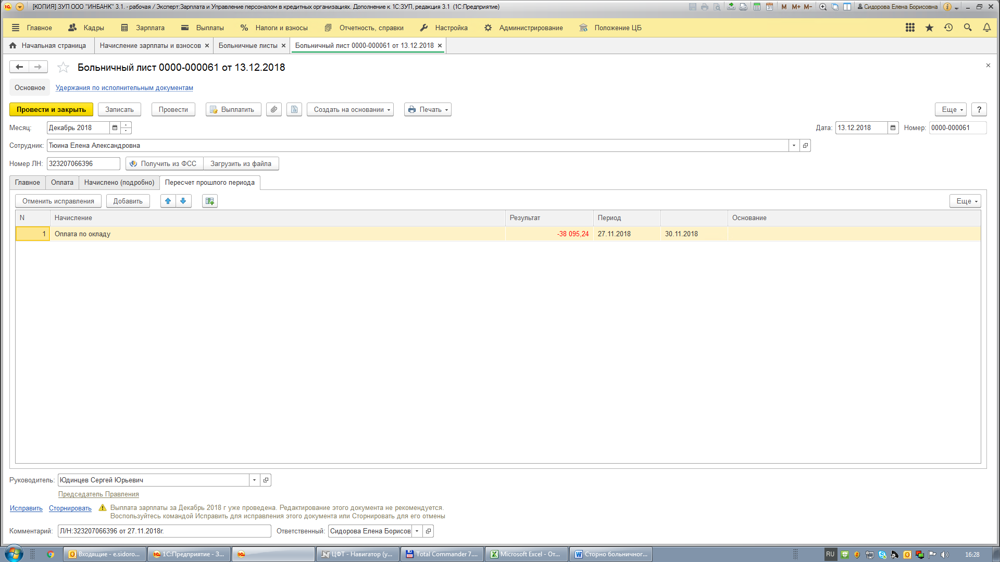 [КОПИЯ] ЗУП ООО "ИНБАНК" 3.1. - рабочая / Эксперт:Зарплата и Управление персоналом в кредитных организациях. Дополнение к 1С:ЗУП, редакция 3.1 (1С:Предприятие)
M M+ M- Сидорова Елена Борисовна
Главное Кадры Зарплата Выплаты Налоги и взносы Отчетность, справки Настройка Администрирование Положение ЦБ
Начальная страница Начисление зарплаты и взносов Больничные листы Больничный лист 0000-000061 от 13.12.2018
Больничный лист 0000-000061 от 13.12.2018
Основное Удержания по исполнительным документам
Провести и закрыть Записать Провести Выплатить Создать на основании Печать Еще ?
Месяц: Декабрь 2018 Дата: 13.12.2018 Номер: 0000-000061
Сотрудник: Тюина Елена Александровна
Номер ЛН: 323207066396 Получить из ФСС Загрузить из файла
Главное Оплата Начислено (подробно) Пересчет прошлого периода
Отменить исправления Добавить Еще
N Начисление Результат Период Основание
1 Оплата по окладу -38 095,24 27.11.2018 30.11.2018
Руководитель: Юдинцев Сергей Юрьевич
Председатель Правления
Исправить Сторнировать Выплата зарплаты за Декабрь 2018 г уже проведена. Редактирование этого документа не рекомендуется.
Воспользуйтесь командой Исправить для исправления этого документа или Сторнировать для его отмены
Комментарий: Л/Н:323207066396 от 27.11.2018г. Ответственный: Сидорова Елена Борисов
Входящие - e.sidoro... 1С:Предприятие - З... ЦФТ - Навигатор (у... Total Commander 7.... Microsoft Excel - От... Сторно больничног... RU 16:28